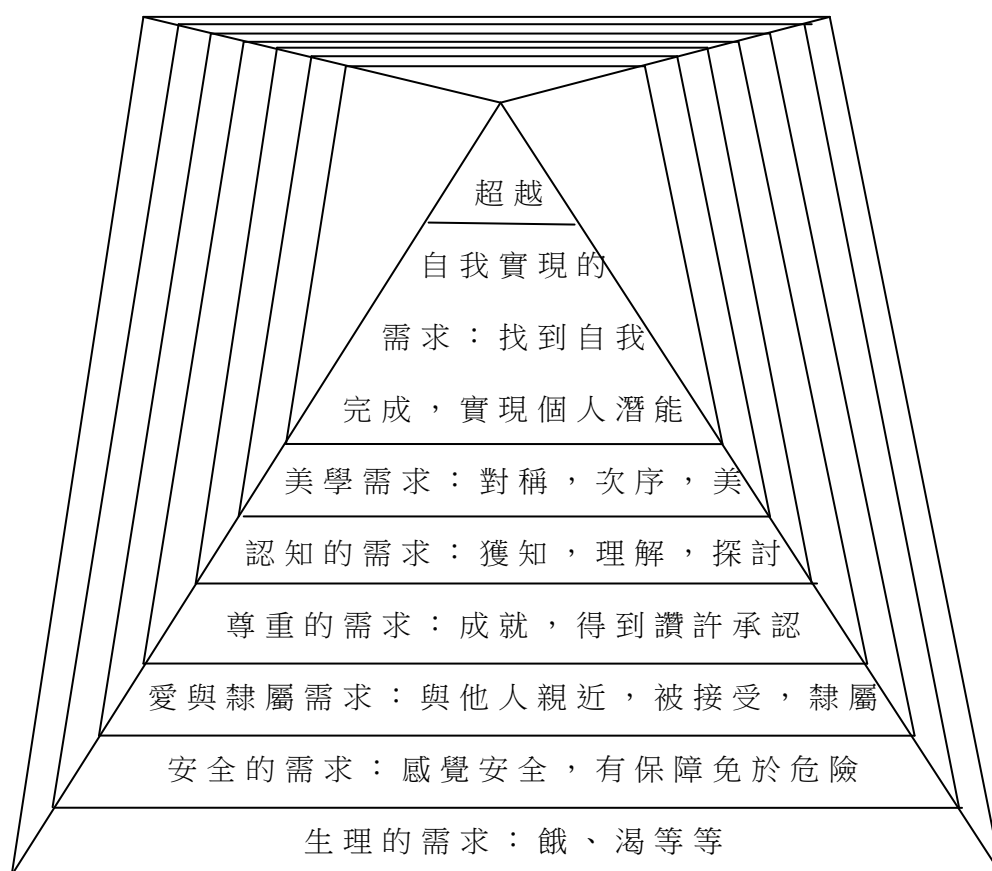 超越
自我實現的
需求：找到自我
完成，實現個人潛能
美學需求：對稱，次序，美
認知的需求：獲知，理解，探討
尊重的需求：成就，得到讚許承認
愛與隸屬需求：與他人親近，被接受，隸屬
安全的需求：感覺安全，有保障免於危險
生理的需求：餓、渴等等